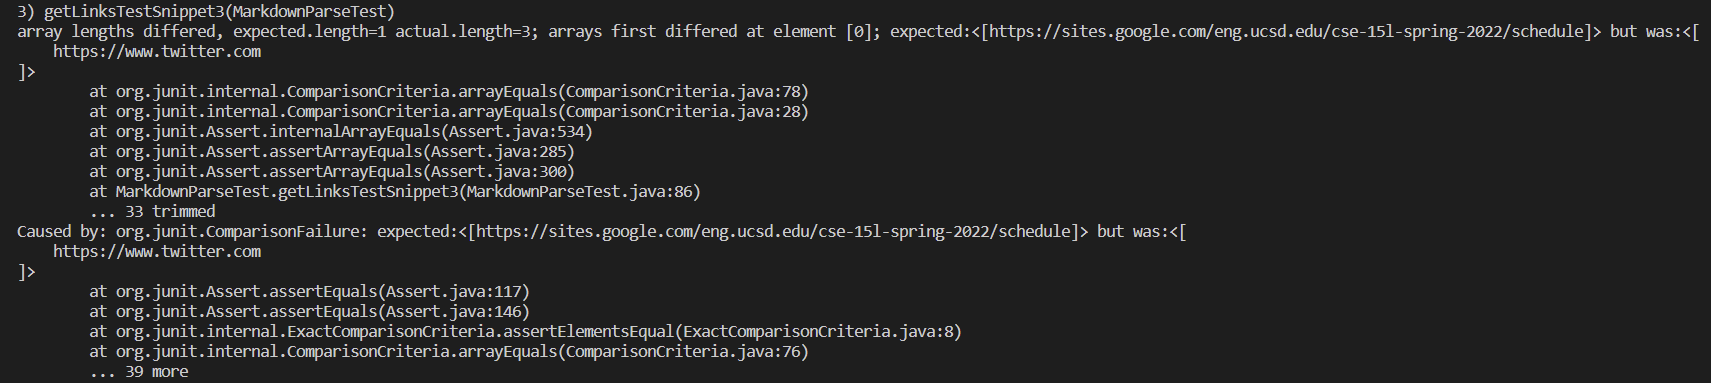 3) getLinksTestSnippet3(MarkdownParseTest)
array lengths differed, expected.length=1 actual.length=3; arrays first differed at element [0]; expected:<[https://sites.google.com/eng.ucsd.edu/cse-15l-spring-2022/schedule]> but was:<[
    https://www.twitter.com
]>
        at org.junit.internal.ComparisonCriteria.arrayEquals(ComparisonCriteria.java:78)
        at org.junit.internal.ComparisonCriteria.arrayEquals(ComparisonCriteria.java:28)
        at org.junit.Assert.internalArrayEquals(Assert.java:534)
        at org.junit.Assert.assertArrayEquals(Assert.java:285)
        at org.junit.Assert.assertArrayEquals(Assert.java:300)
        at MarkdownParseTest.getLinksTestSnippet3(MarkdownParseTest.java:86)
        ... 33 trimmed
Caused by: org.junit.ComparisonFailure: expected:<[https://sites.google.com/eng.ucsd.edu/cse-15l-spring-2022/schedule]> but was:<[
    https://www.twitter.com
]>
        at org.junit.Assert.assertEquals(Assert.java:117)
        at org.junit.Assert.assertEquals(Assert.java:146)
        at org.junit.internal.ExactComparisonCriteria.assertElementsEqual(ExactComparisonCriteria.java:8)
        at org.junit.internal.ComparisonCriteria.arrayEquals(ComparisonCriteria.java:76)
        ... 39 more